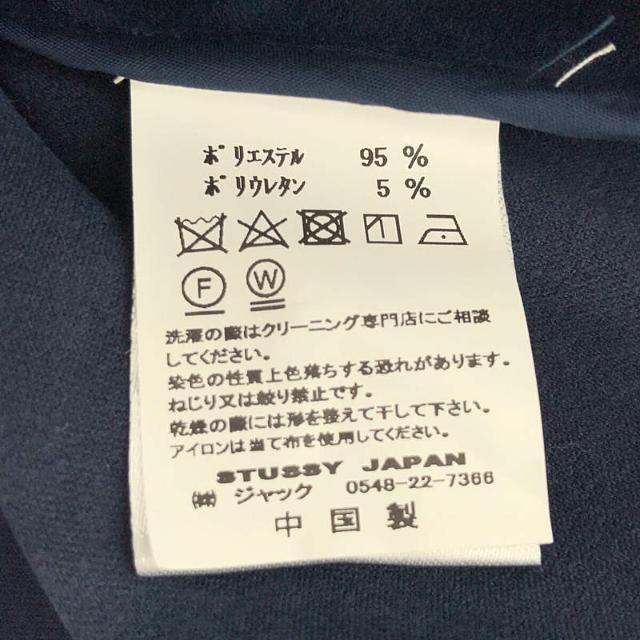 ポリエステル 95 %
ポリウレタン 5 %
F W
洗濯の際はクリーニング専門店にご相談
してください。
染色の性質上色落ちする恐れがあります。
ねじり又は絞り禁止です。
乾燥の際には形を整えて干して下さい。
アイロンは当て布を使用してください。
STUSSY JAPAN
㈱ ジャック 0548-22-7366
中国製